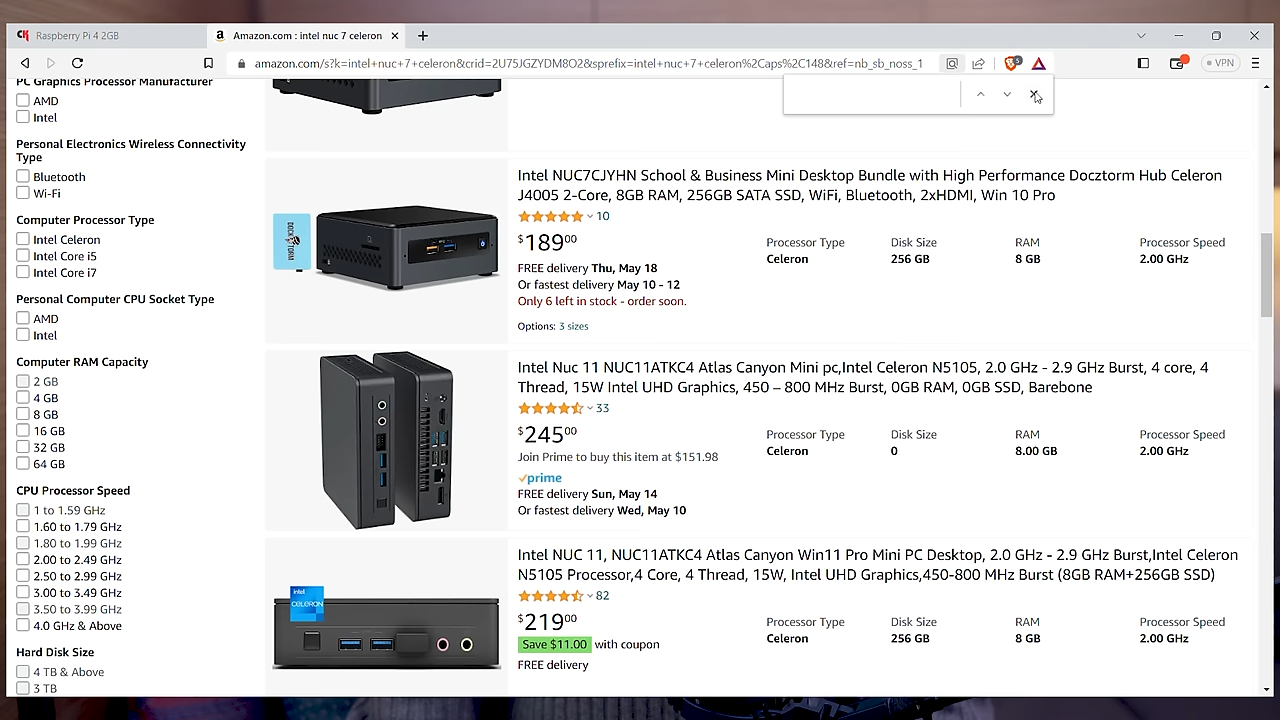 Raspberry Pi 4 2GB
Amazon.com : intel nuc 7 celeron
amazon.com/s?k=intel+nuc+7+celeron&crid=2U75JGZYDM8O2&sprefix=intel+nuc+7+celeron%2Caps%2C148&ref=nb_sb_noss_1
5
VPN
PC Graphics Processor Manufacturer
AMD
Intel
Personal Electronics Wireless Connectivity
Type
Bluetooth
Wi-Fi
Computer Processor Type
Intel Celeron
Intel Core i5
Intel Core i7
Personal Computer CPU Socket Type
AMD
Intel
Computer RAM Capacity
2 GB
4 GB
8 GB
16 GB
32 GB
64 GB
CPU Processor Speed
1 to 1.59 GHz
1.60 to 1.79 GHz
1.80 to 1.99 GHz
2.00 to 2.49 GHz
2.50 to 2.99 GHz
3.00 to 3.49 GHz
3.50 to 3.99 GHz
4.0 GHz & Above
Hard Disk Size
4 TB & Above
3 TB
Intel NUC7CJYHN School & Business Mini Desktop Bundle with High Performance Docztorm Hub Celeron
J4005 2-Core, 8GB RAM, 256GB SATA SSD, WiFi, Bluetooth, 2xHDMI, Win 10 Pro
10
$18900
FREE delivery Thu, May 18
Or fastest delivery May 10 - 12
Only 6 left in stock - order soon.
Options: 3 sizes
Processor Type Disk Size RAM Processor Speed
Celeron 256 GB 8 GB 2.00 GHz
Intel Nuc 11 NUC11ATKC4 Atlas Canyon Mini pc,Intel Celeron N5105, 2.0 GHz - 2.9 GHz Burst, 4 core, 4
Thread, 15W Intel UHD Graphics, 450 – 800 MHz Burst, 0GB RAM, 0GB SSD, Barebone
33
$24500
Join Prime to buy this item at $151.98
prime
FREE delivery Sun, May 14
Or fastest delivery Wed, May 10
Processor Type Disk Size RAM Processor Speed
Celeron 0 8.00 GB 2.00 GHz
Intel NUC 11, NUC11ATKC4 Atlas Canyon Win11 Pro Mini PC Desktop, 2.0 GHz - 2.9 GHz Burst,Intel Celeron
N5105 Processor,4 Core, 4 Thread, 15W, Intel UHD Graphics,450-800 MHz Burst (8GB RAM+256GB SSD)
intel
CELERON
82
$21900
Save $11.00 with coupon
FREE delivery
Processor Type Disk Size RAM Processor Speed
Celeron 256 GB 8 GB 2.00 GHz